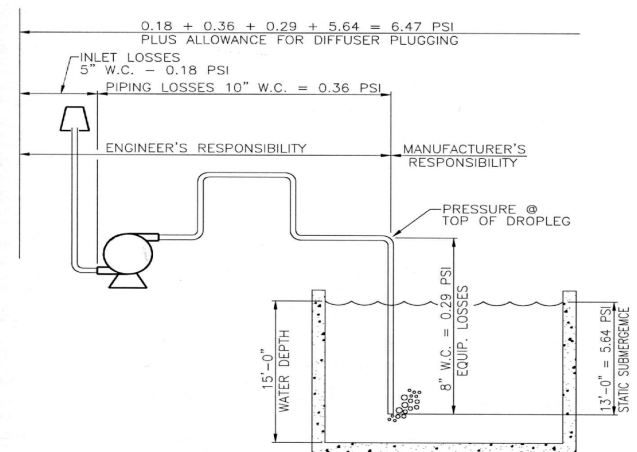 0.18 + 0.36 + 0.29 + 5.64 = 6.47 PSI
PLUS ALLOWANCE FOR DIFFUSER PLUGGING
INLET LOSSES
5" W.C. – 0.18 PSI
PIPING LOSSES 10" W.C. = 0.36 PSI
ENGINEER'S RESPONSIBILITY
MANUFACTURER'S
RESPONSIBILITY
PRESSURE @
TOP OF DROPLEG
15'-0"
WATER DEPTH
8" W.C. = 0.29 PSI
EQUIP. LOSSES
13'-0" = 5.64 PSI
STATIC SUBMERGEMCE